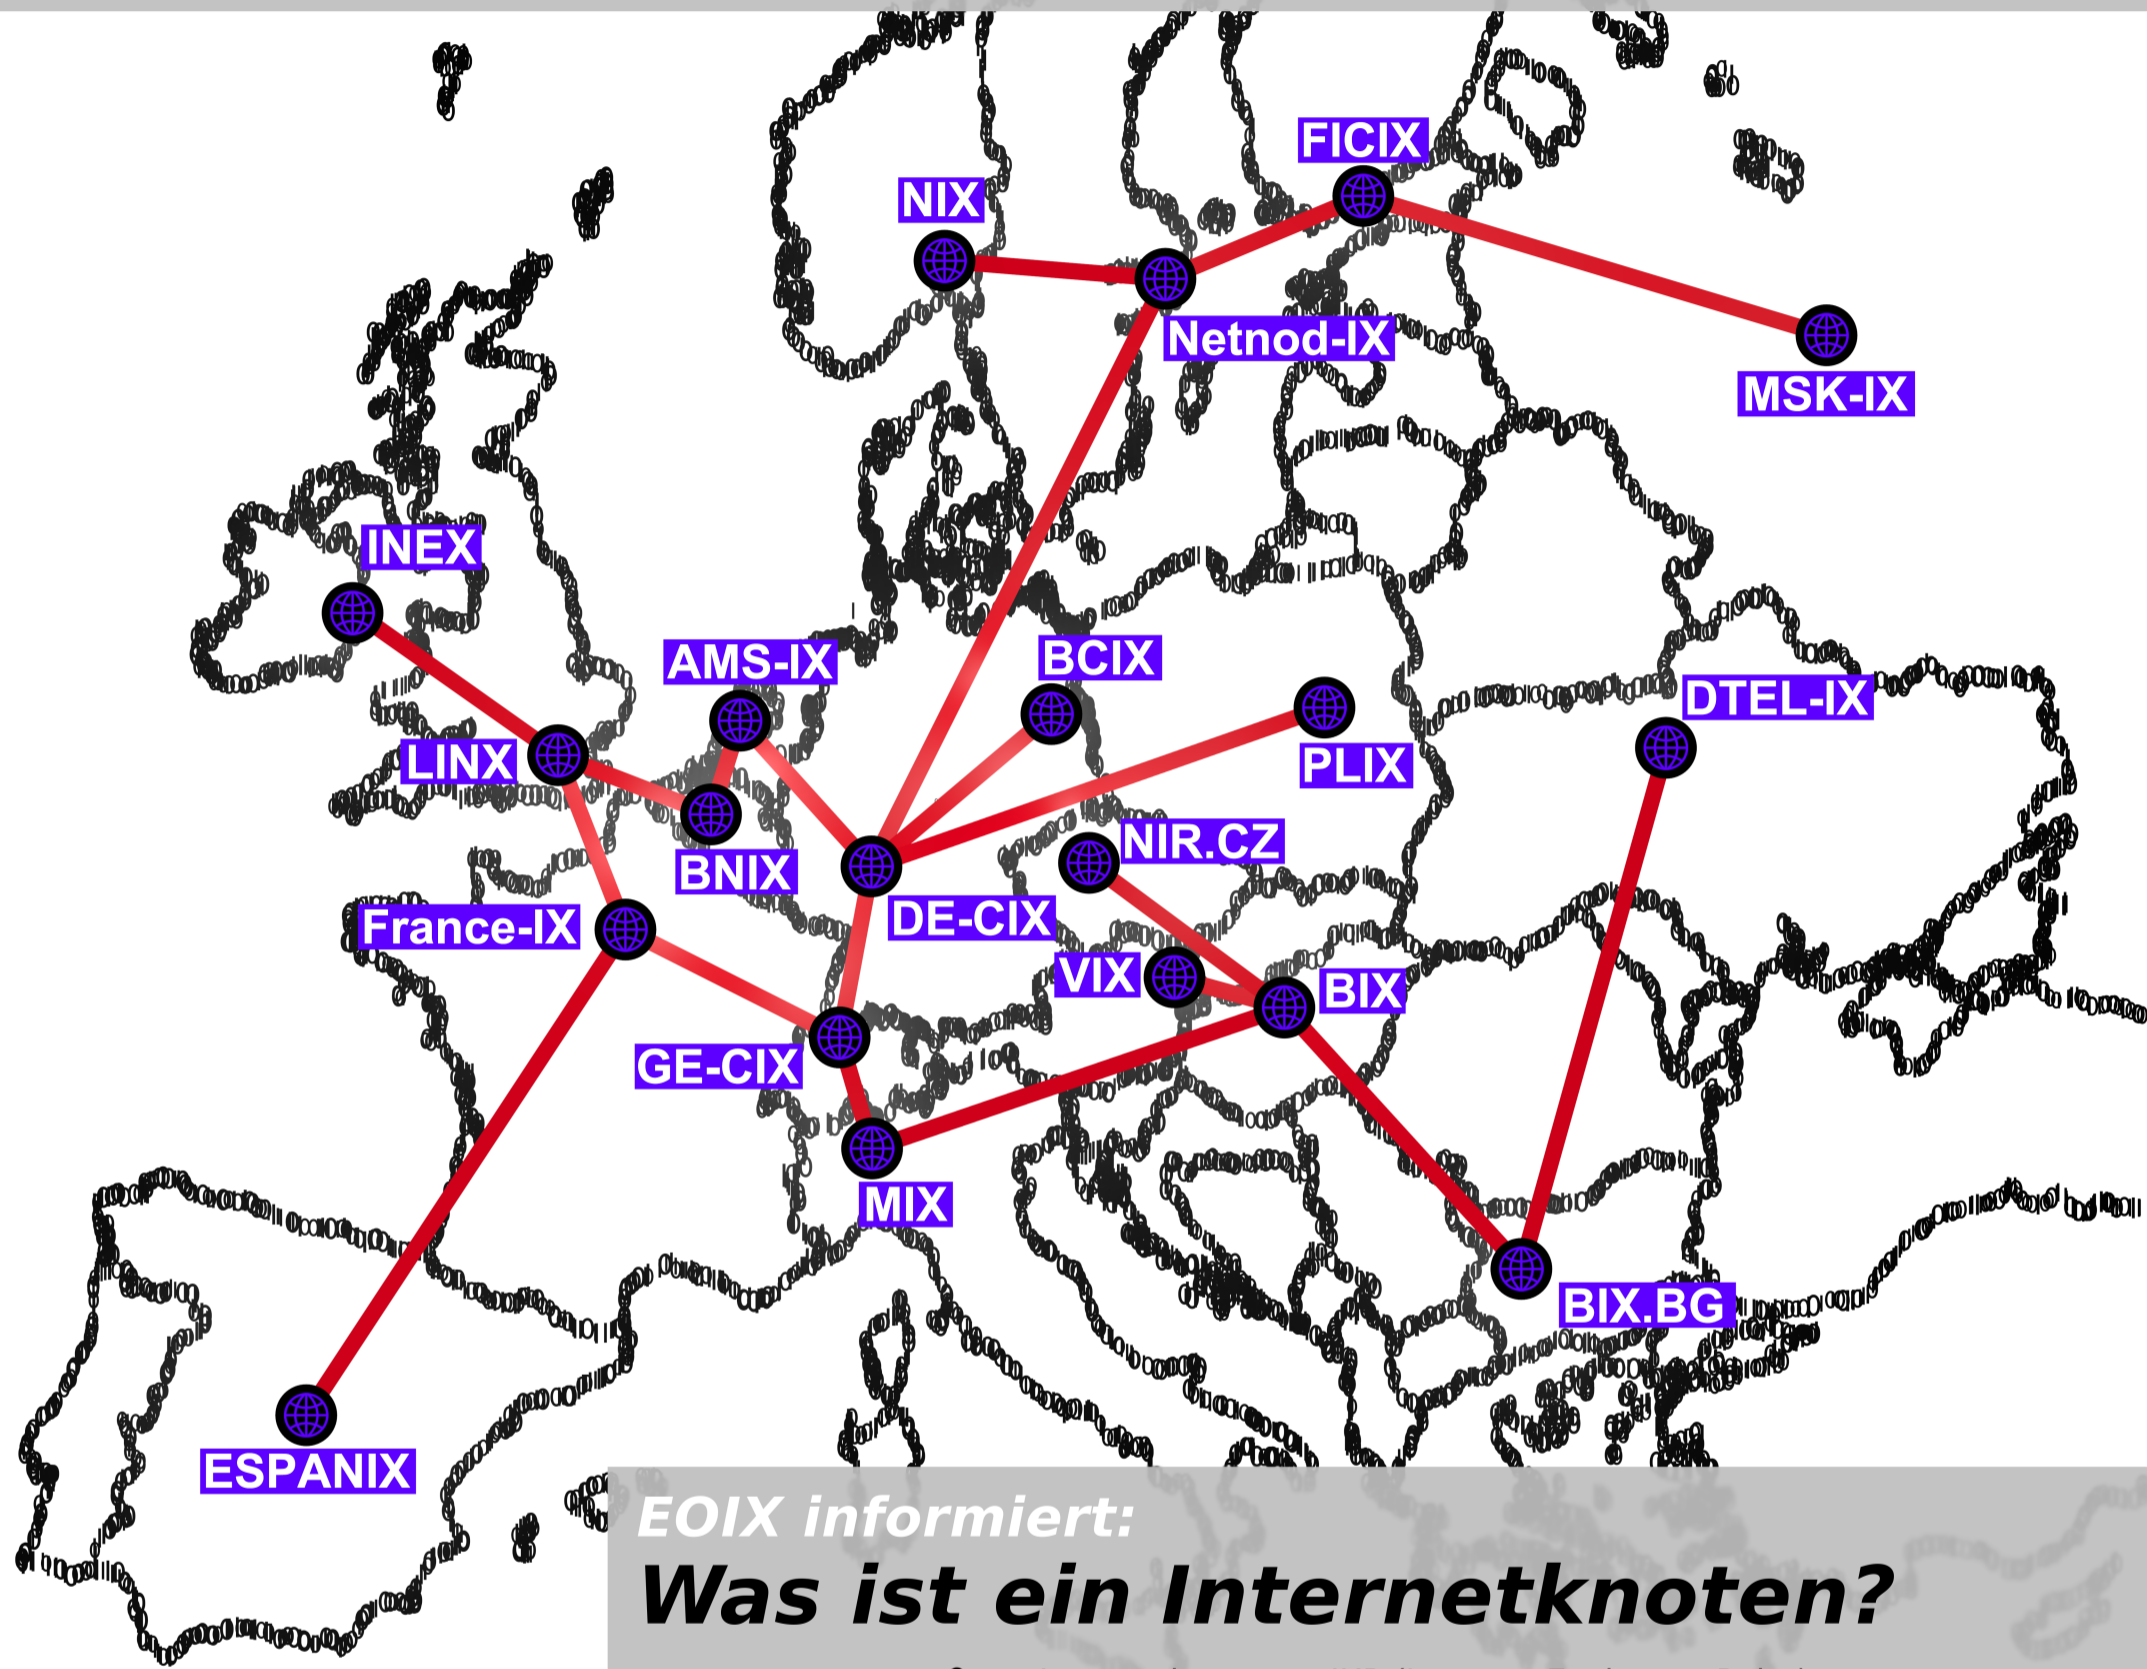 FICIX
NIX
Netnod-IX
MSK-IX
INEX
AMS-IX
BCIX
DTEL-IX
LINX
PLIX
NIR.CZ
BNIX
DE-CIX
France-IX
VIX
BIX
GE-CIX
MIX
BIX.BG
ESPANIX
EOIX informiert:
Was ist ein Internetknoten?